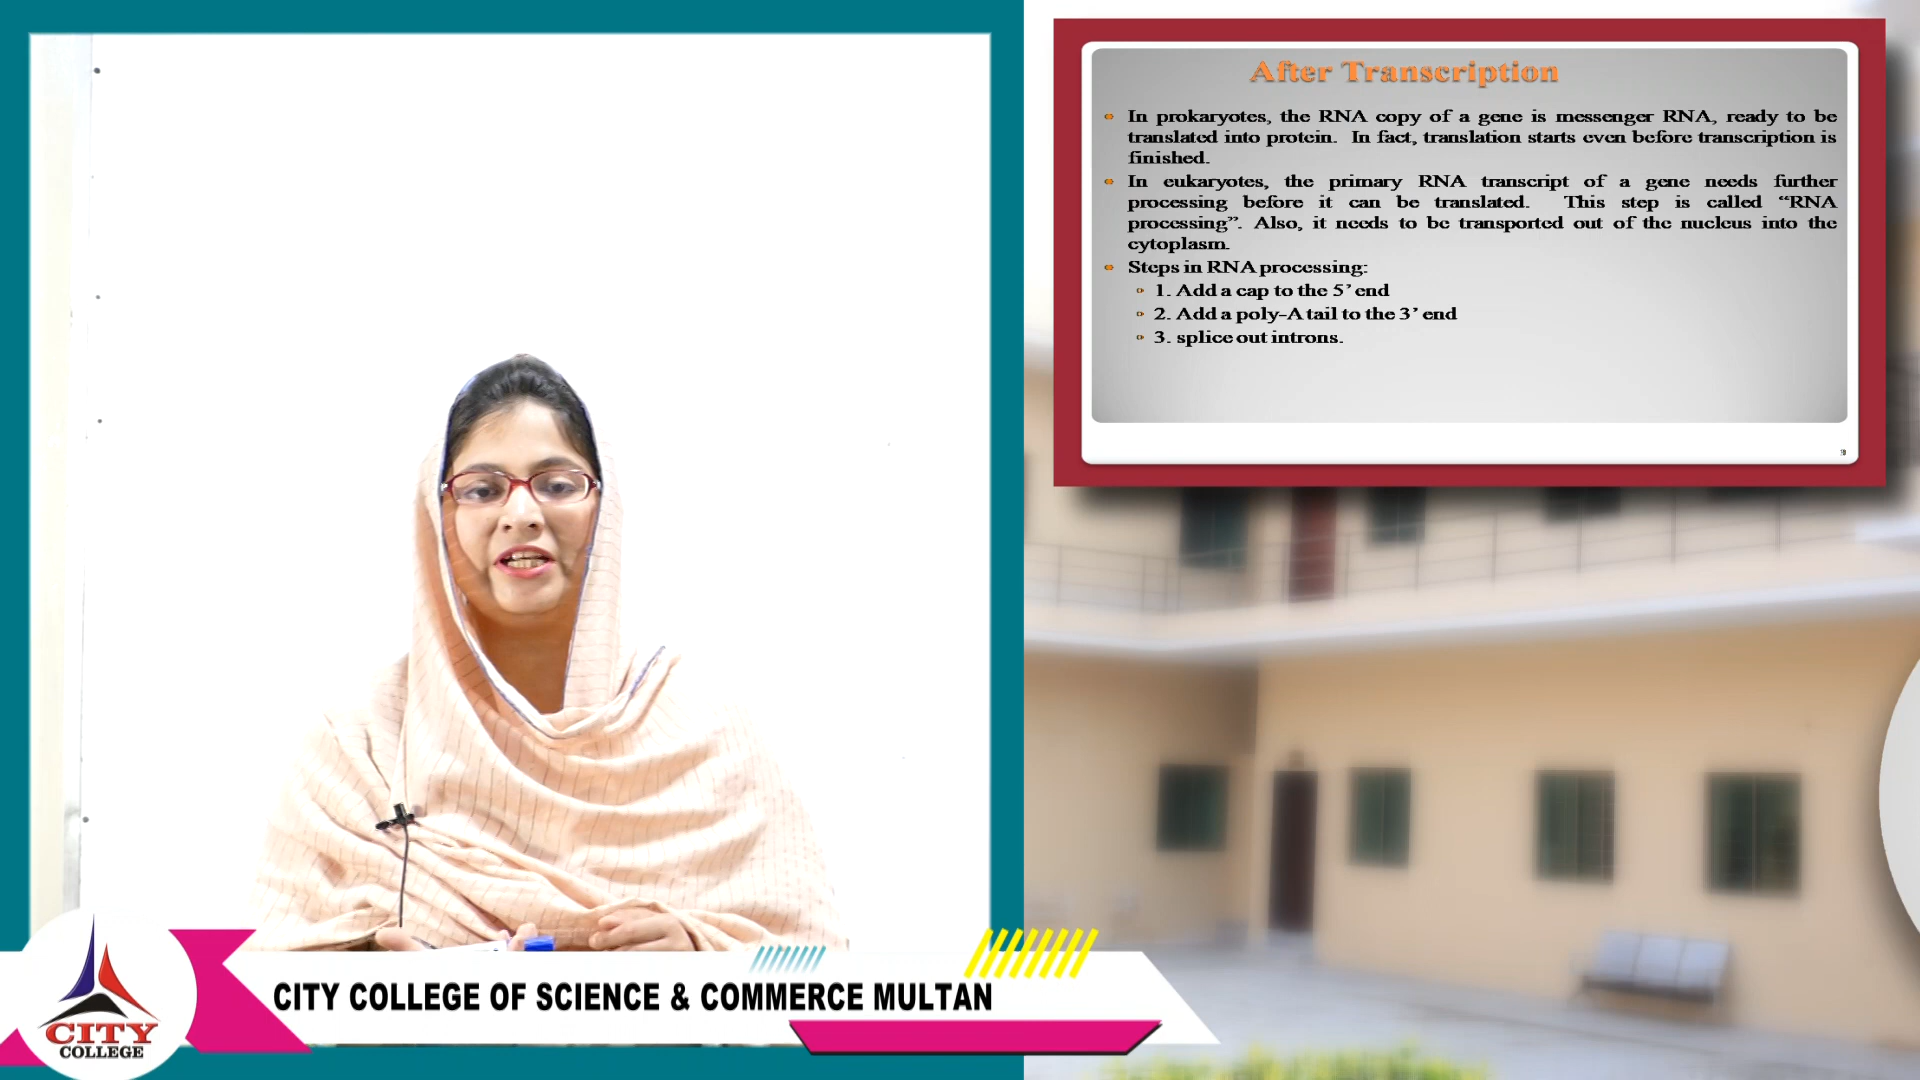 After Transcription
In prokaryotes, the RNA copy of a gene is messenger RNA, ready to be
translated into protein. In fact, translation starts even before transcription is
finished.
In eukaryotes, the primary RNA transcript of a gene needs further
processing before it can be translated. This step is called “RNA
processing”. Also, it needs to be transported out of the nucleus into the
cytoplasm.
Steps in RNA processing:
1. Add a cap to the 5’ end
2. Add a poly-A tail to the 3’ end
3. splice out introns.
CITY COLLEGE OF SCIENCE & COMMERCE MULTAN
CITY
COLLEGE